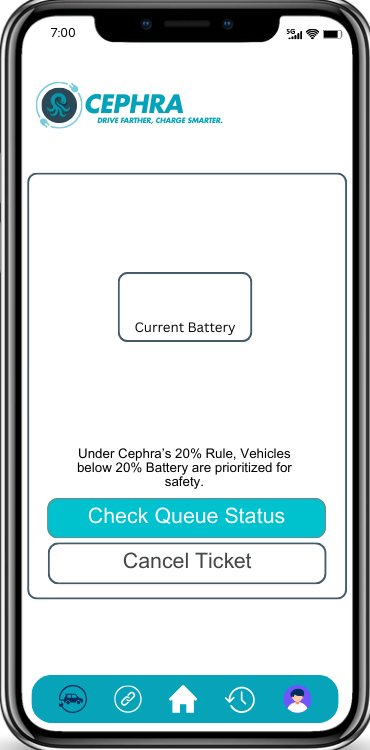 7:00
5G
CEPHRA
DRIVE FARTHER, CHARGE SMARTER.
Current Battery
Under Cephra's 20% Rule, Vehicles
below 20% Battery are prioritized for
safety.
Check Queue Status
Cancel Ticket